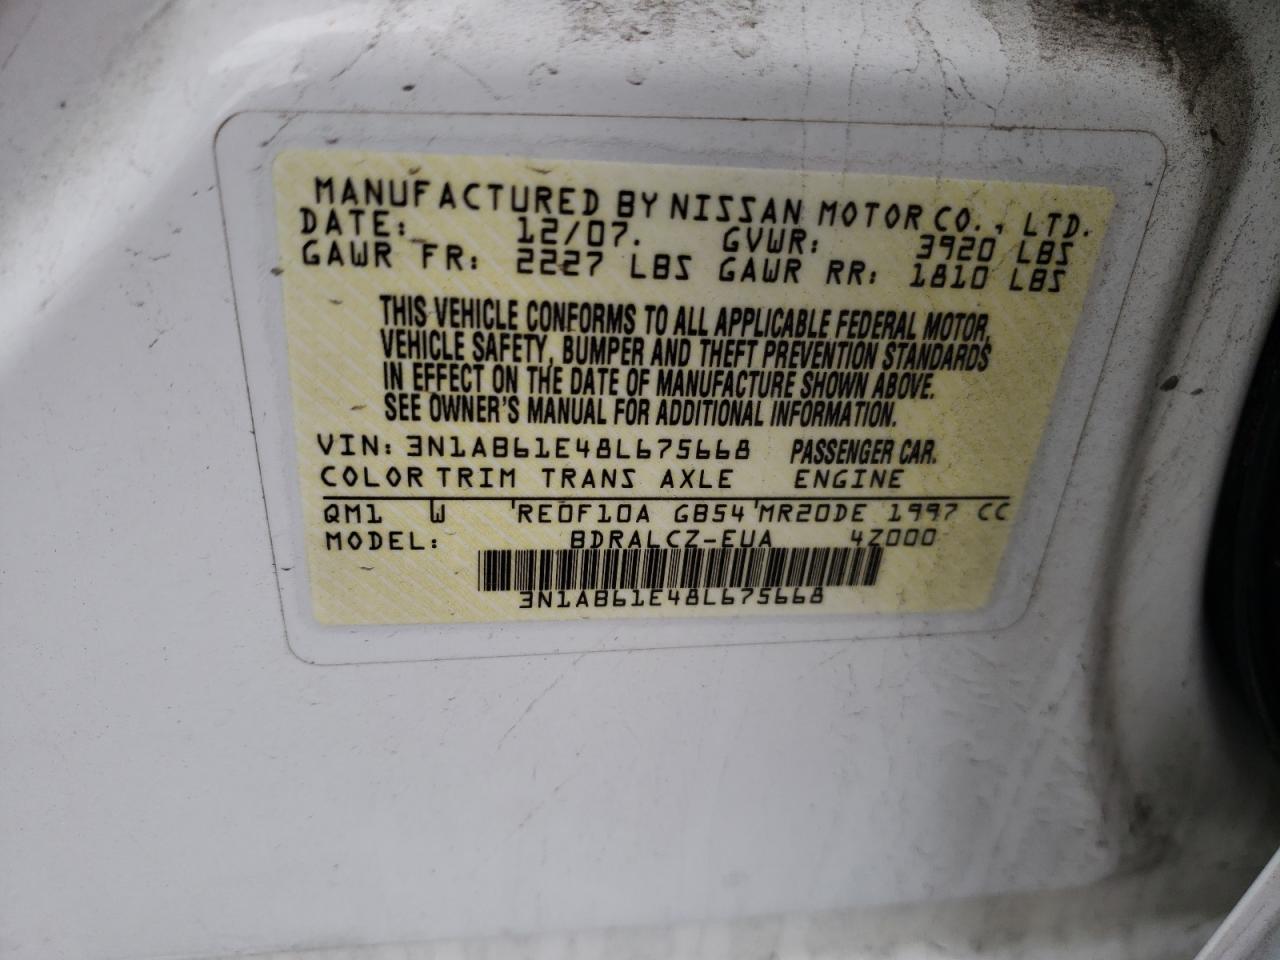 MANUFACTURED BY NISSAN MOTOR CO., LTD.
DATE: 12/07. GVWR: 3920 LBS
GAWR FR: 2227 LBS GAWR RR: 1810 LBS
THIS VEHICLE CONFORMS TO ALL APPLICABLE FEDERAL MOTOR,
VEHICLE SAFETY, BUMPER AND THEFT PREVENTION STANDARDS
IN EFFECT ON THE DATE OF MANUFACTURE SHOWN ABOVE.
SEE OWNER'S MANUAL FOR ADDITIONAL INFORMATION.
VIN: 3N1AB61E48L675668 PASSENGER CAR.
COLOR TRIM TRANS AXLE ENGINE
QM1 W 'RE0F10A GB54 'MR20DE 1997 CC
MODEL: BDRALCZ-EUA 4Z000
3N1AB61E48L675668